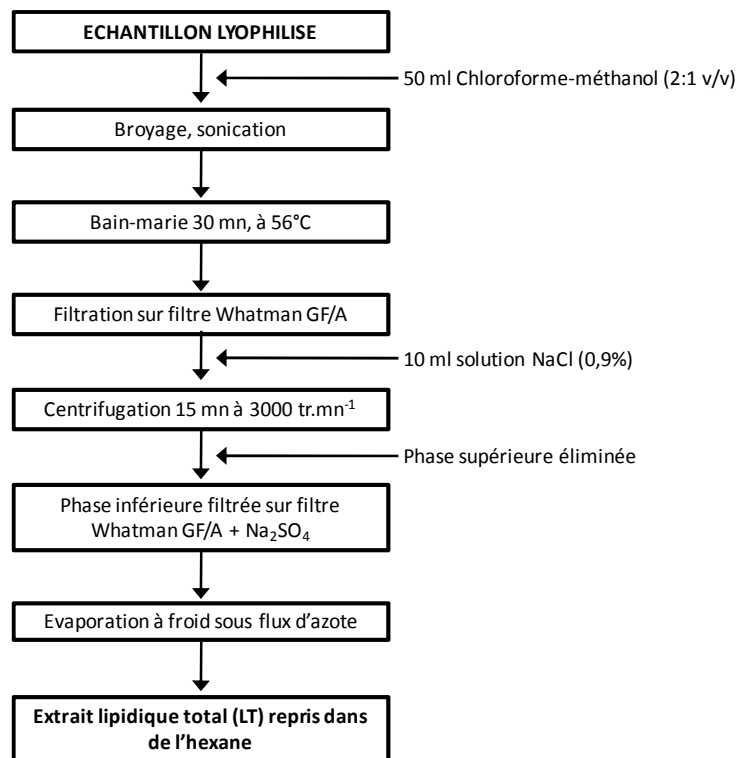 ECHANTILLON LYOPHILISE
50 ml Chloroforme-méthanol (2:1 v/v)
Broyage, sonication
Bain-marie 30 mn, à 56°C
Filtration sur filtre Whatman GF/A
10 ml solution NaCl (0,9%)
Centrifugation 15 mn à 3000 tr.mn⁻¹
Phase supérieure éliminée
Phase inférieure filtrée sur filtre
Whatman GF/A + Na₂SO₄
Evaporation à froid sous flux d’azote
Extrait lipidique total (LT) repris dans
de l’hexane